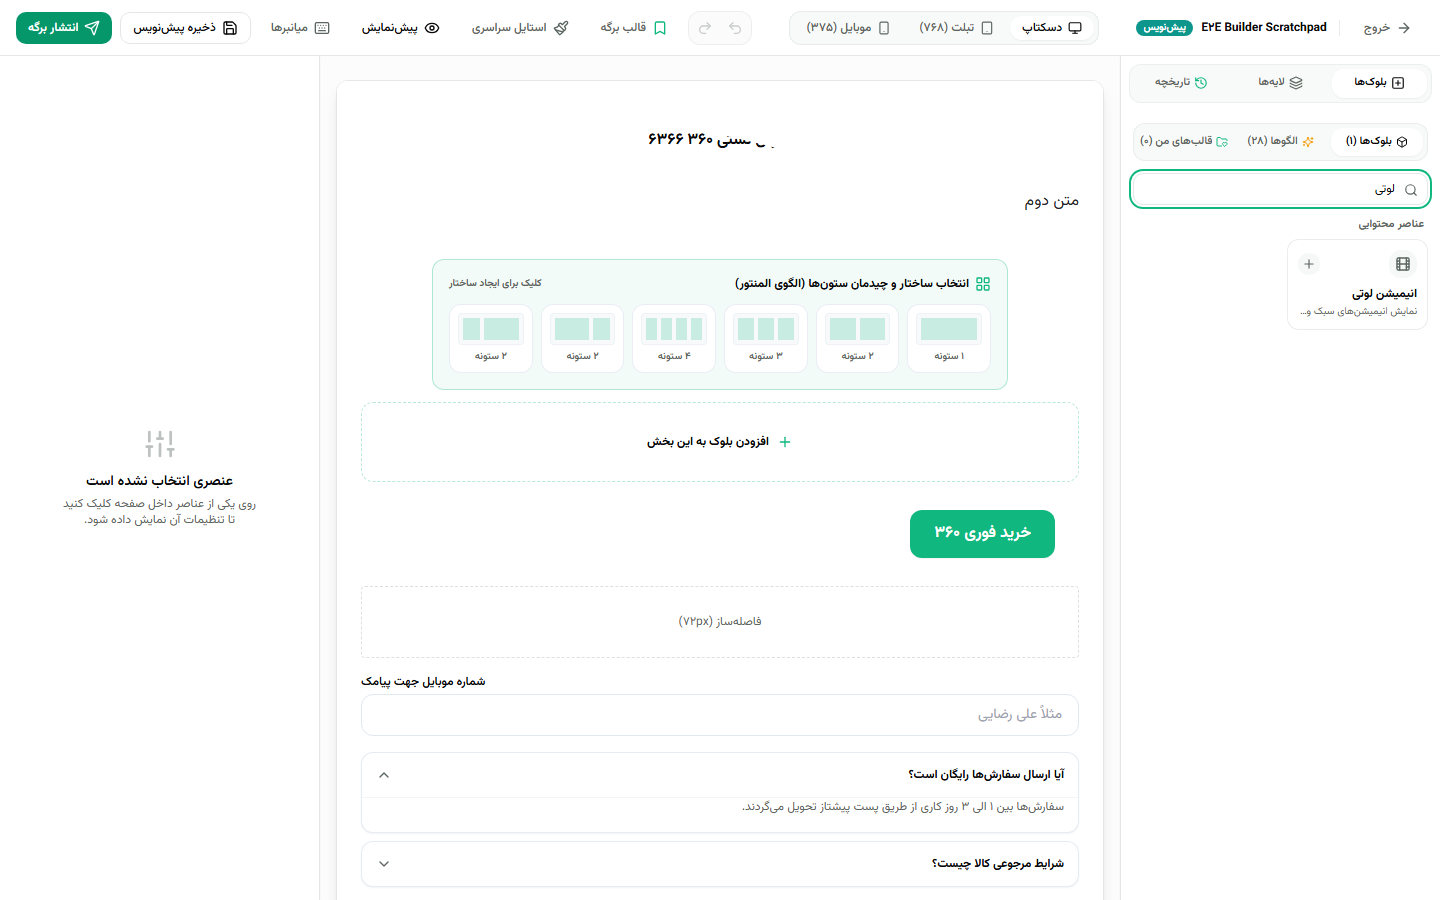 خروج
E۲E Builder Scratchpad
پیش‌نویس
دسکتاپ
تبلت (۷۶۸)
موبایل (۳۷۵)
قالب برگه
استایل سراسری
پیش‌نمایش
میانبرها
ذخیره پیش‌نویس
انتشار برگه
بلوک‌ها
لایه‌ها
تاریخچه
بلوک‌ها (۱)
الگوها (۲۸)
قالب‌های من (۰)
لوتی
عناصر محتوایی
انیمیشن لوتی
نمایش انیمیشن‌های سبک و...
تستی ۳۶۰ ۶۳۶۶
متن دوم
انتخاب ساختار و چیدمان ستون‌ها (الگوی المنتور)
کلیک برای ایجاد ساختار
۱ ستونه
۲ ستونه
۳ ستونه
۴ ستونه
۲ ستونه
۲ ستونه
افزودن بلوک به این بخش
خرید فوری ۳۶۰
فاصله‌ساز (۷۲px)
شماره موبایل جهت پیامک
مثلاً علی رضایی
آیا ارسال سفارش‌ها رایگان است؟
سفارش‌ها بین ۱ الی ۳ روز کاری از طریق پست پیشتاز تحویل می‌گردند.
شرایط مرجوعی کالا چیست؟
عنصری انتخاب نشده است
روی یکی از عناصر داخل صفحه کلیک کنید
تا تنظیمات آن نمایش داده شود.